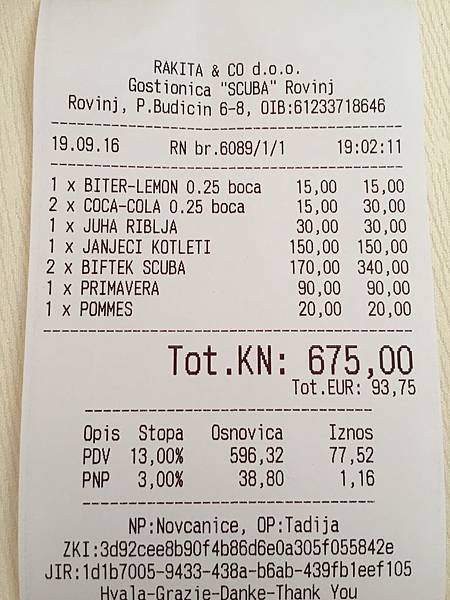 RAKITA & CO d.o.o.
Gostionica "SCUBA" Rovinj
Rovinj, P.Budicin 6-8, OIB:61233718646
19.09.16 RN br.6089/1/1 19:02:11
1 x BITER-LEMON 0.25 boca 15,00 15,00
2 x COCA-COLA 0.25 boca 15,00 30,00
1 x JUHA RIBLJA 30,00 30,00
1 x JANJECI KOTLETI 150,00 150,00
2 x BIFTEK SCUBA 170,00 340,00
1 x PRIMAVERA 90,00 90,00
1 x POMMES 20,00 20,00
Tot.KN: 675,00
Tot.EUR: 93,75
Opis Stopa Osnovica Iznos
PDV 13,00% 596,32 77,52
PNP 3,00% 38,80 1,16
NP:Novcanice, OP:Tadija
ZKI:3d92cee8b90f4b86d6e0a305f055842e
JIR:1d1b7005-9433-438a-b6ab-439fb1eef105
Hvala-Grazie-Danke-Thank You